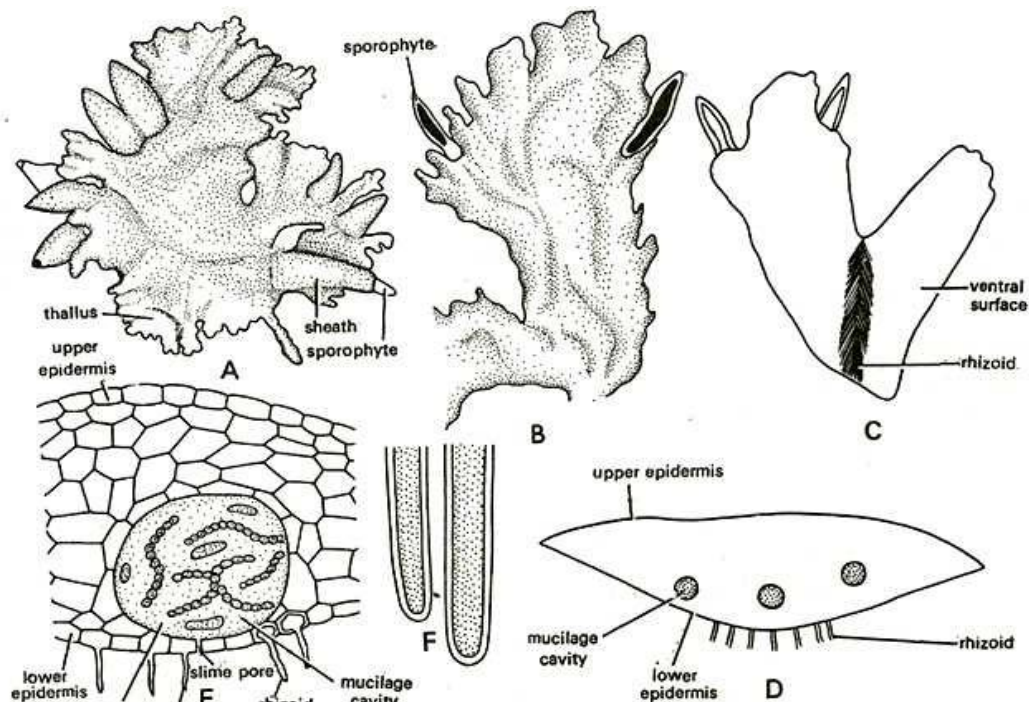 sporophyte
thallus
sheath
sporophyte
A
B
ventral
surface
rhizoid
C
upper
epidermis
lower
epidermis
slime pore
mucilage
cavity
E
F
upper epidermis
mucilage
cavity
lower
epidermis
rhizoid
D